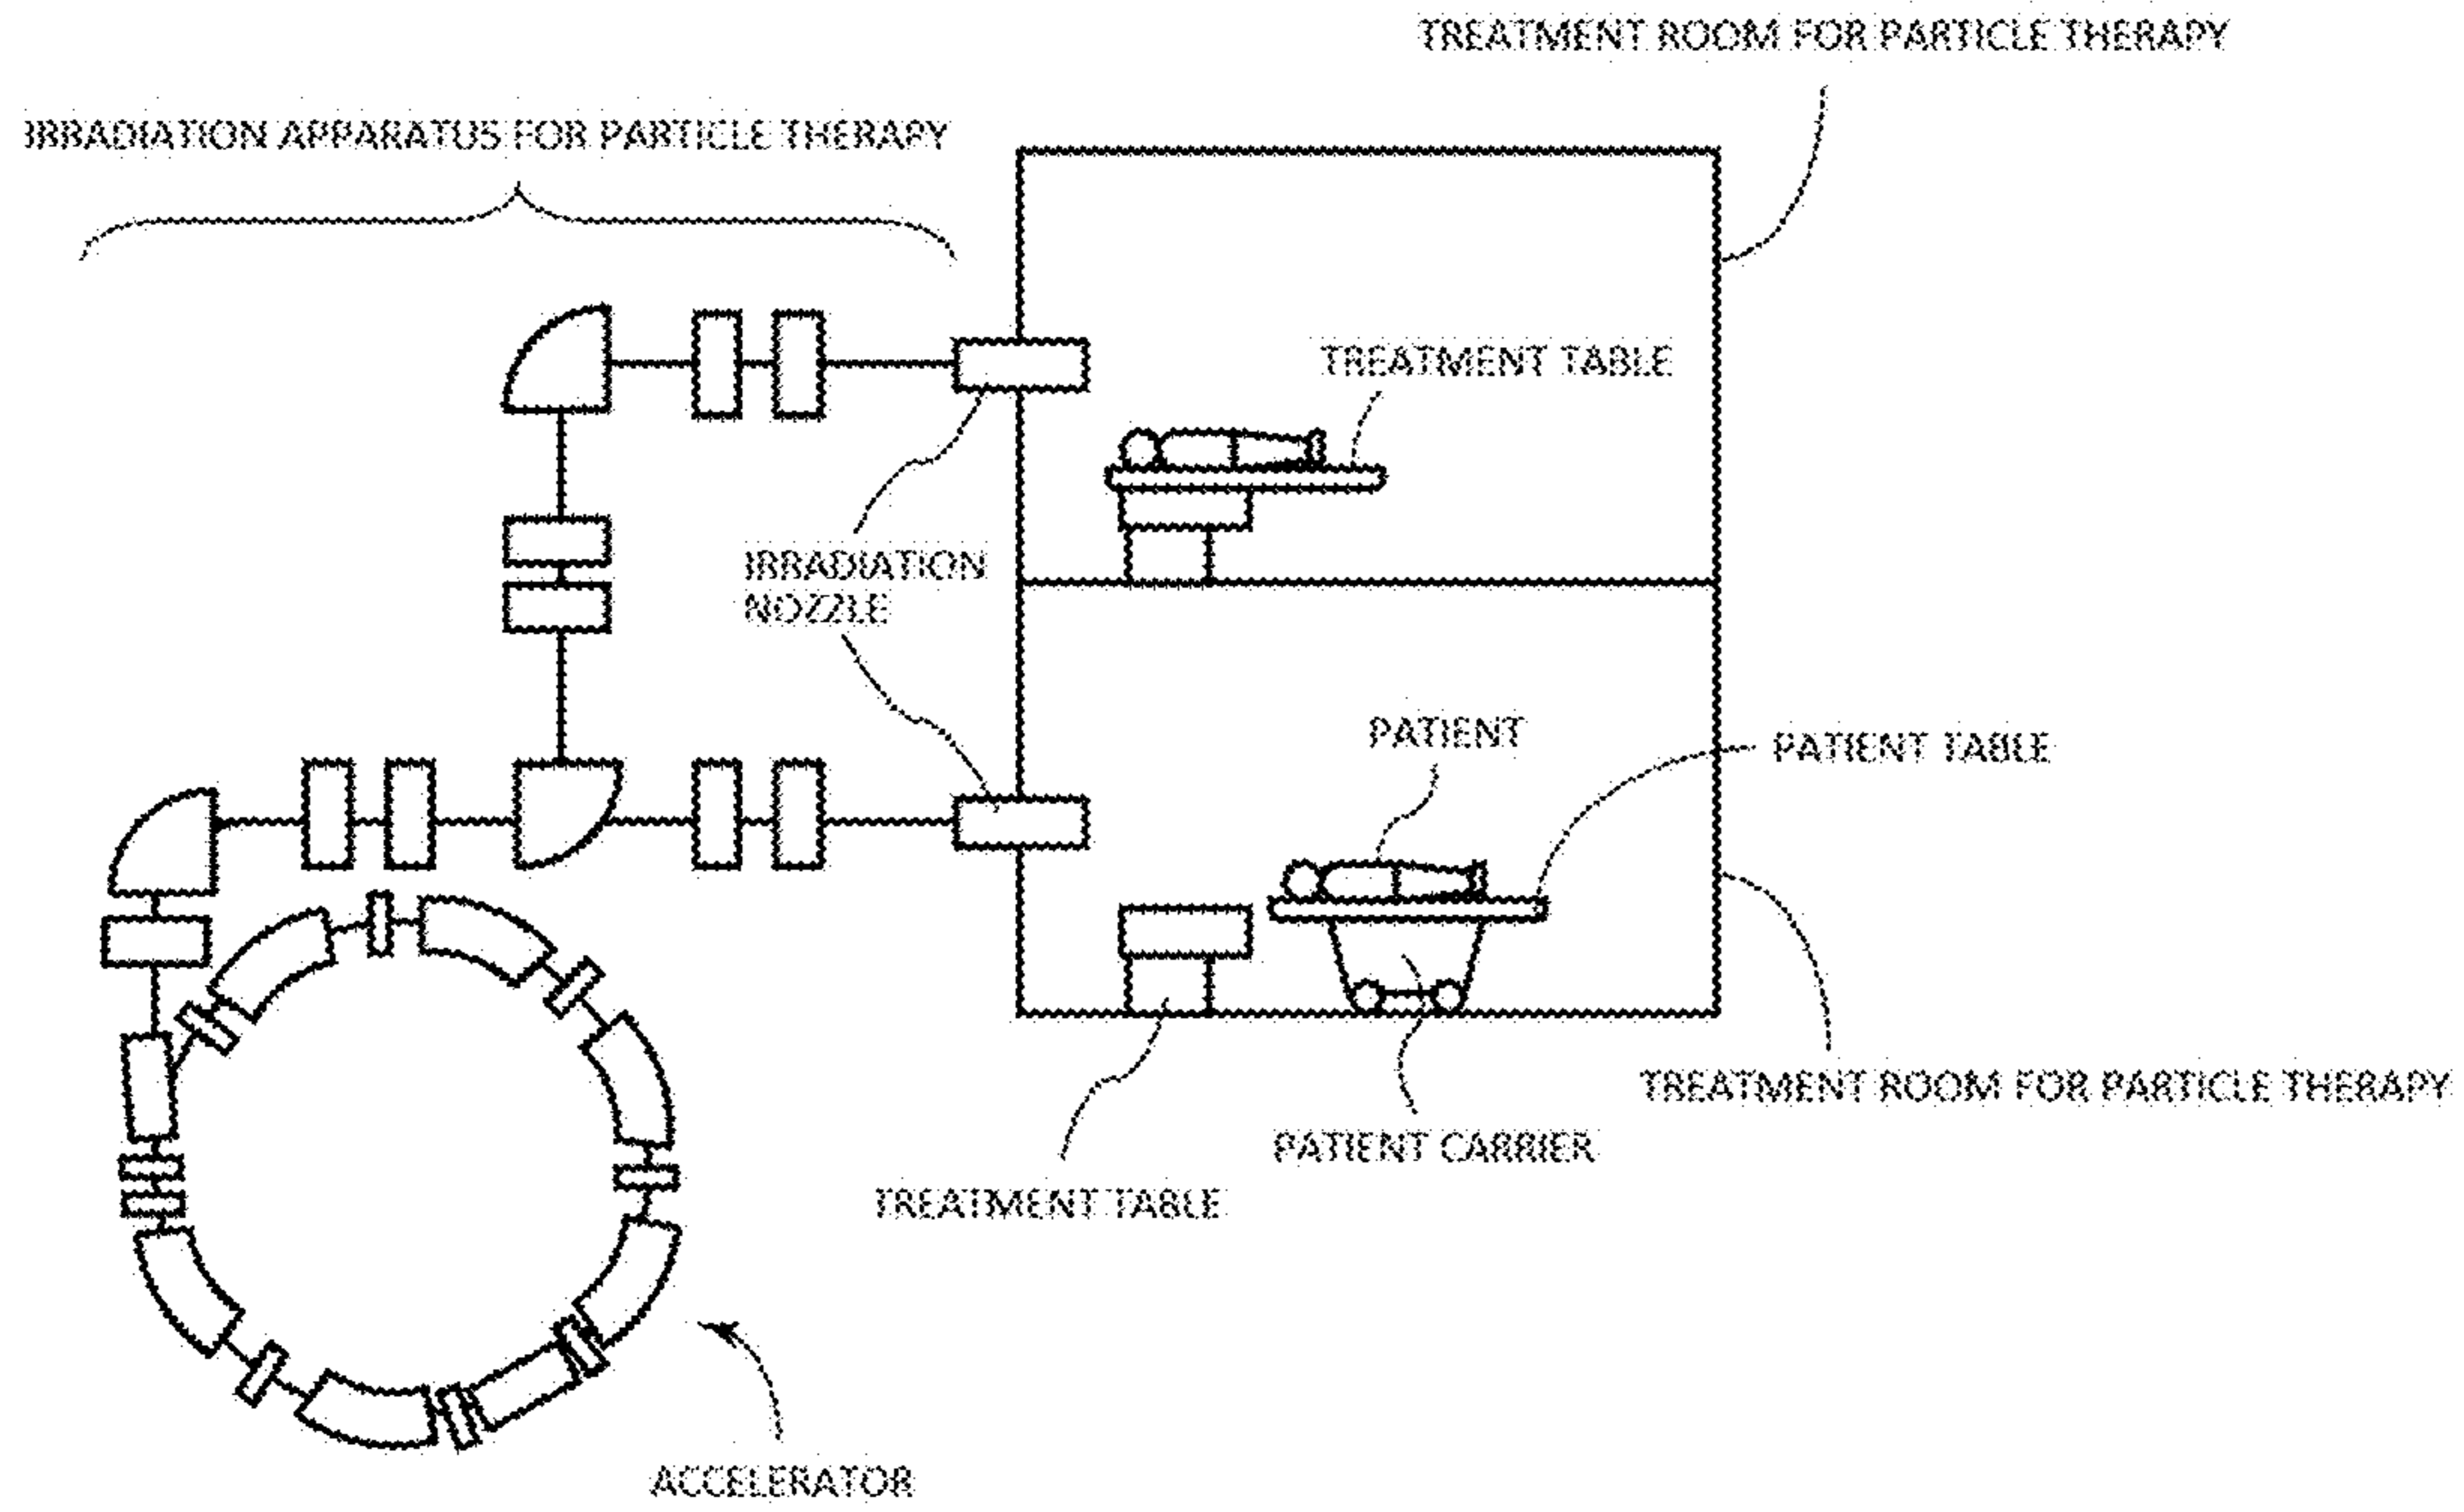 TREATMENT ROOM FOR PARTICLE THERAPY
IRRADIATION APPARATUS FOR PARTICLE THERAPY
TREATMENT TABLE
IRRADIATION
NOZZLE
PATIENT
PATIENT TABLE
TREATMENT ROOM FOR PARTICLE THERAPY
PATIENT CARRIER
TREATMENT TABLE
ACCELERATOR